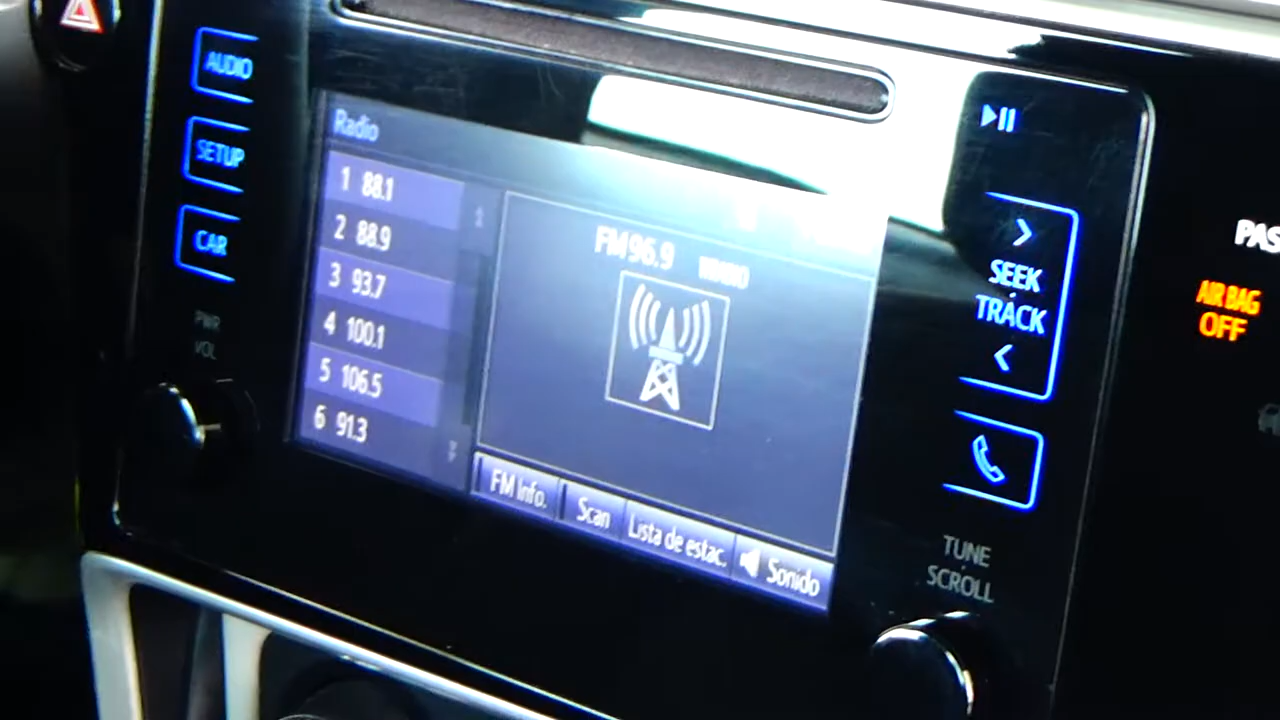 AUDIO
SETUP
CAR
PWR
VOL
Radio
1 88.1
2 88.9
3 93.7
4 100.1
5 106.5
6 91.3
FM 96.9
FM Info.
Scan
Lista de estac.
Sonido
SEEK
TRACK
TUNE
SCROLL
AIR BAG
OFF